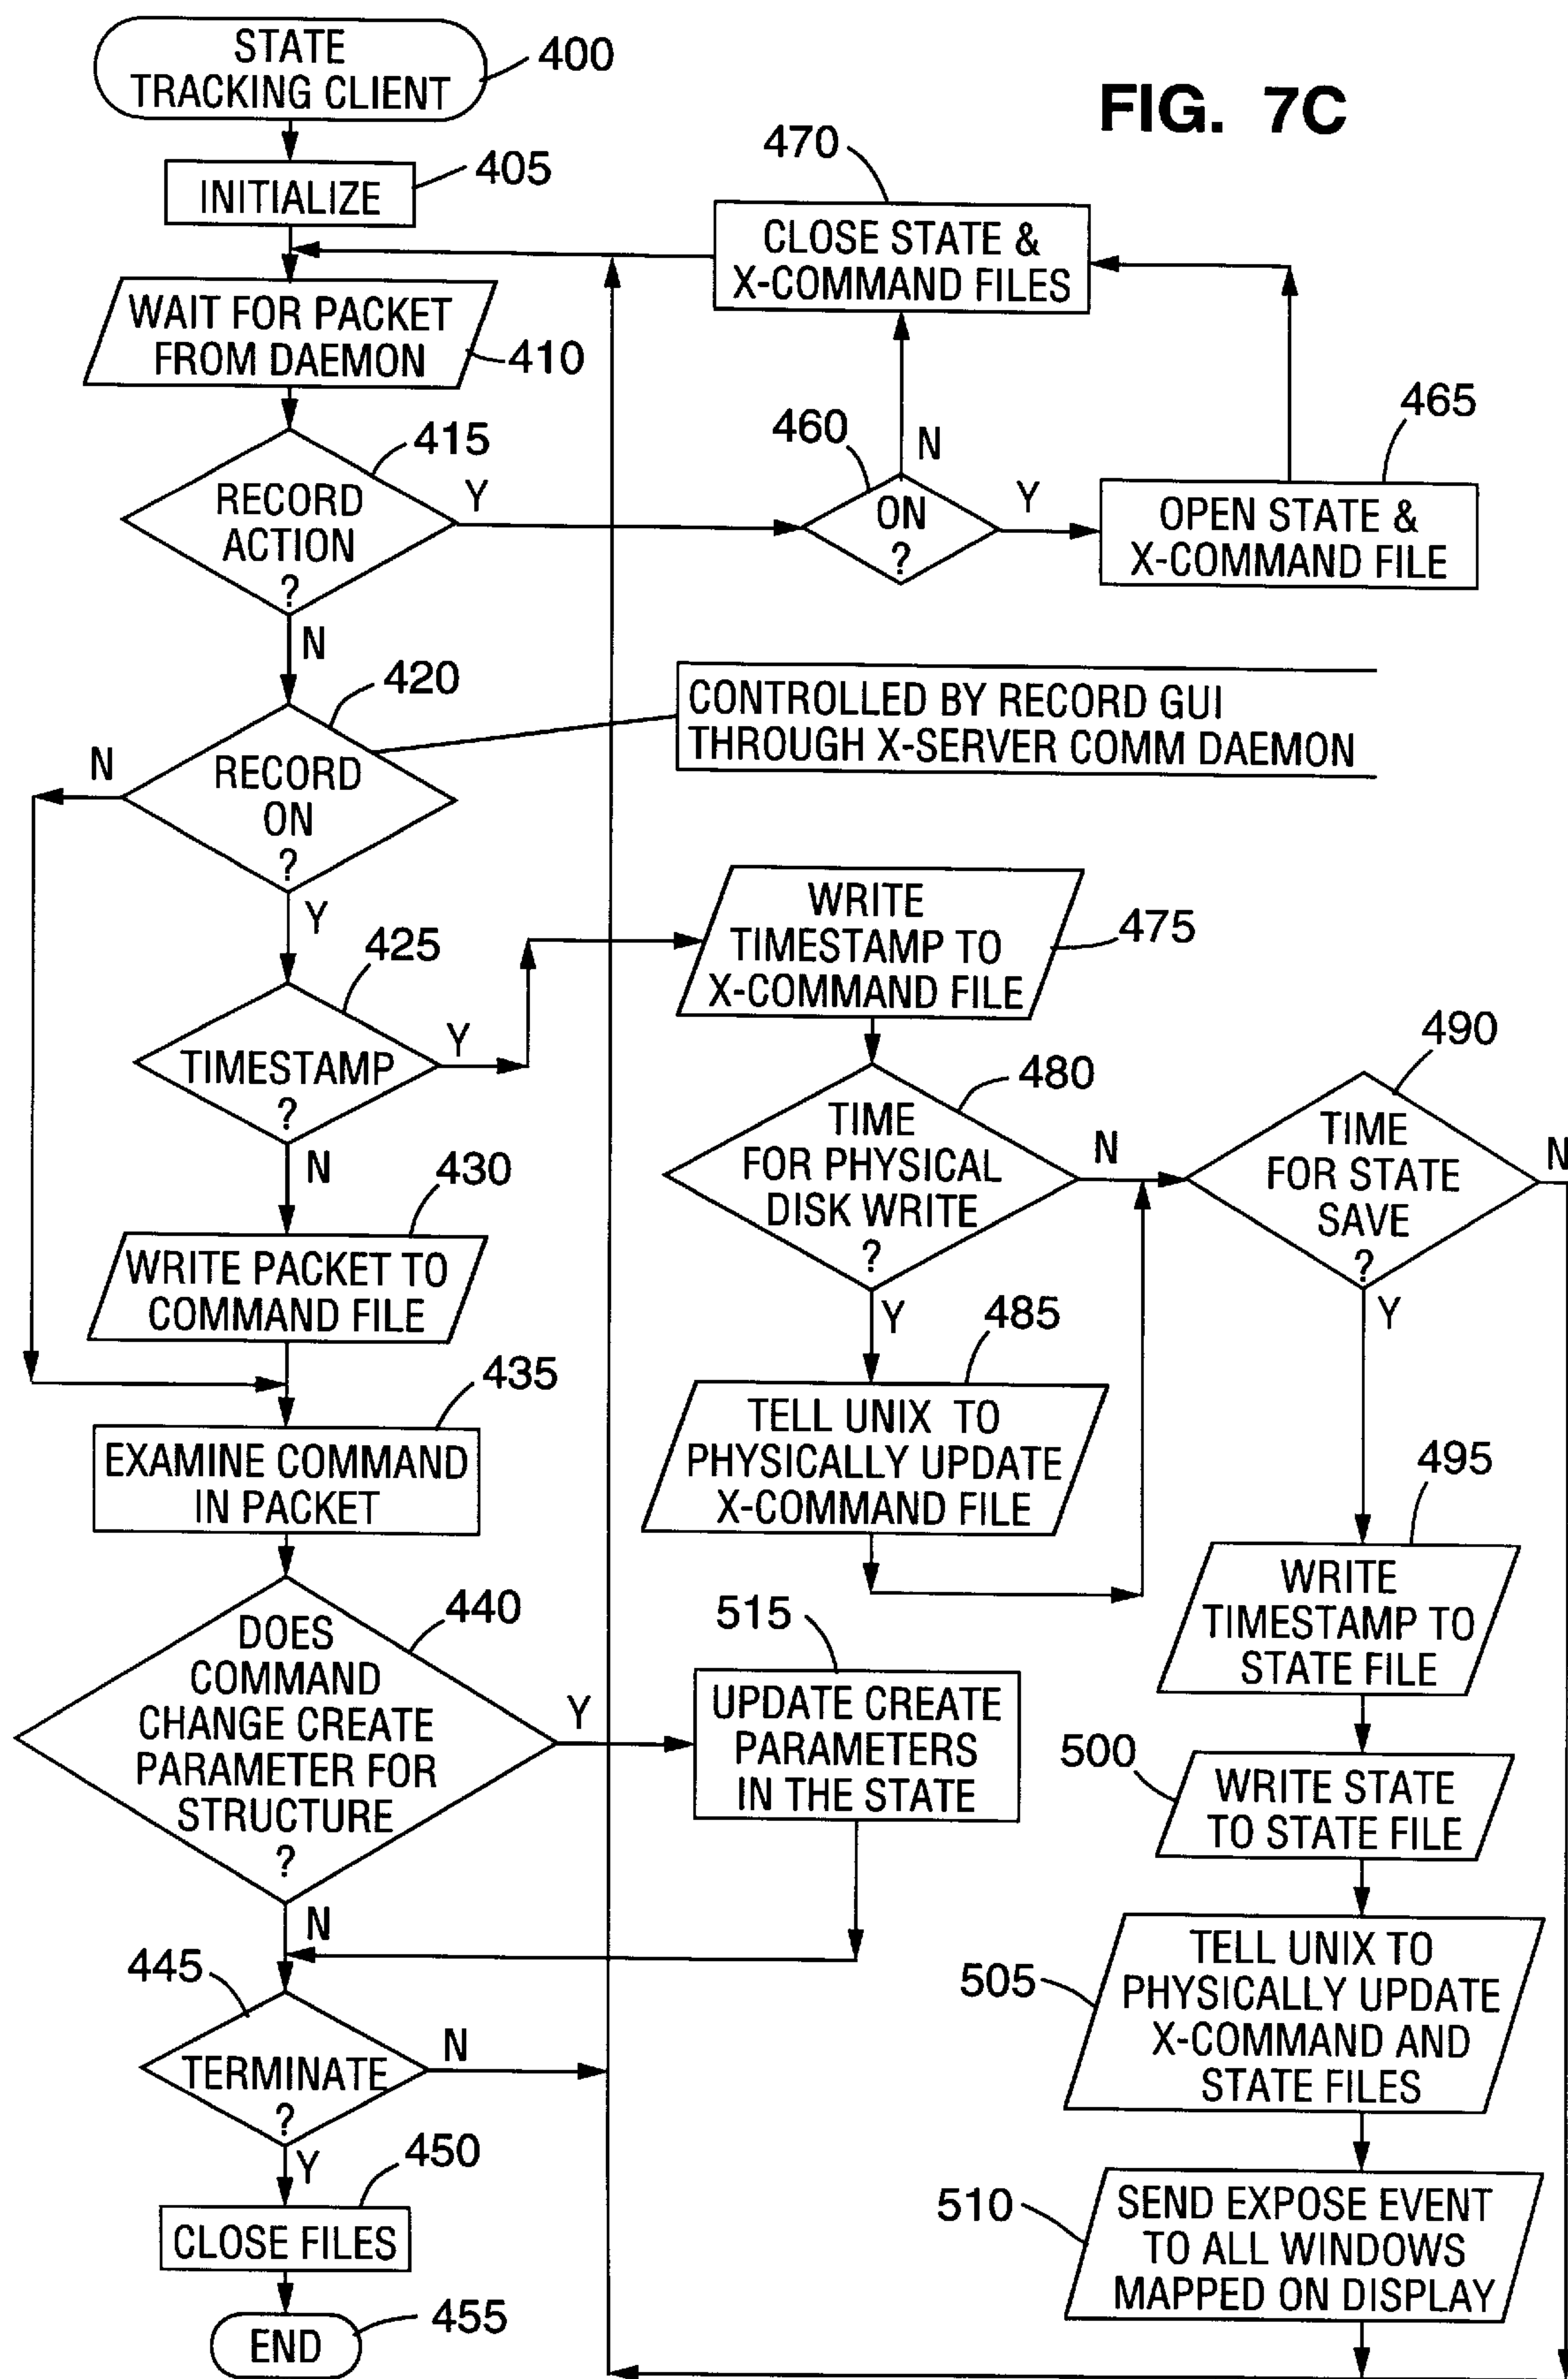 STATE
TRACKING CLIENT
400
FIG. 7C
INITIALIZE
405
470
CLOSE STATE &
X-COMMAND FILES
WAIT FOR PACKET
FROM DAEMON
410
415
RECORD
ACTION
?
Y
N
460
ON
?
N
Y
465
OPEN STATE &
X-COMMAND FILE
420
RECORD
ON
?
N
Y
CONTROLLED BY RECORD GUI
THROUGH X-SERVER COMM DAEMON
425
TIMESTAMP
?
Y
N
WRITE
TIMESTAMP TO
X-COMMAND FILE
475
480
TIME
FOR PHYSICAL
DISK WRITE
?
N
Y
490
TIME
FOR STATE
SAVE
?
N
Y
430
WRITE PACKET TO
COMMAND FILE
485
TELL UNIX TO
PHYSICALLY UPDATE
X-COMMAND FILE
435
EXAMINE COMMAND
IN PACKET
495
WRITE
TIMESTAMP TO
STATE FILE
440
DOES
COMMAND
CHANGE CREATE
PARAMETER FOR
STRUCTURE
?
Y
N
515
UPDATE CREATE
PARAMETERS
IN THE STATE
500
WRITE STATE
TO STATE FILE
445
TERMINATE
?
N
Y
505
TELL UNIX TO
PHYSICALLY UPDATE
X-COMMAND AND
STATE FILES
450
CLOSE FILES
510
SEND EXPOSE EVENT
TO ALL WINDOWS
MAPPED ON DISPLAY
END
455